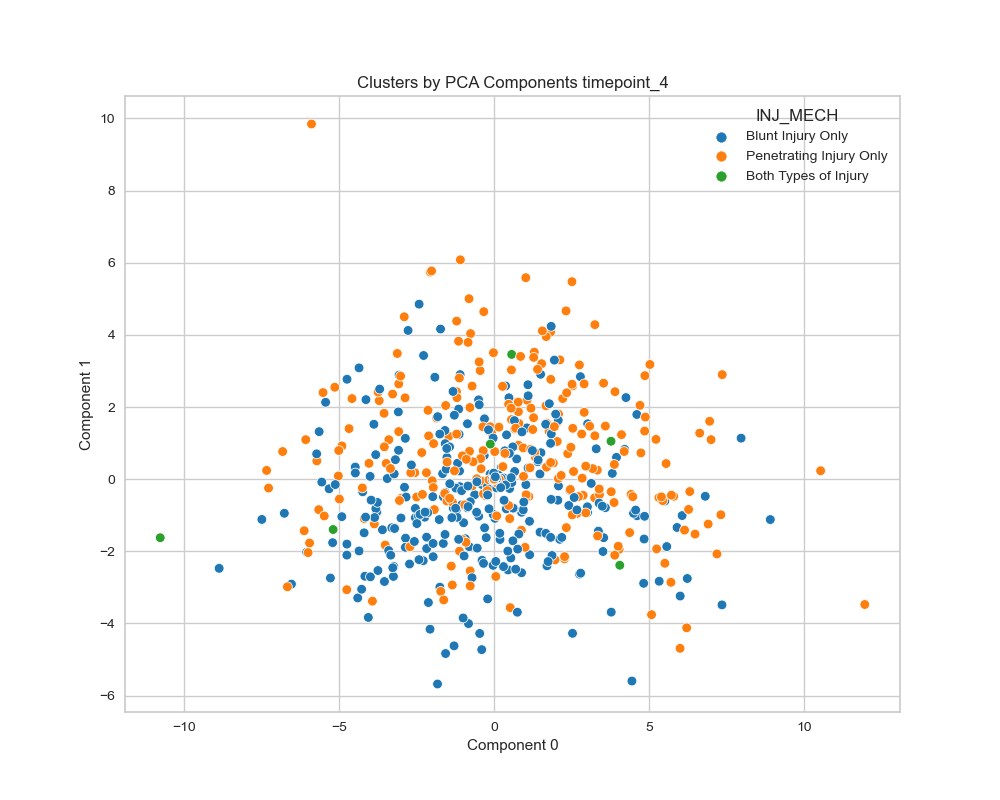 Clusters by PCA Components timepoint_4
INJ_MECH
Blunt Injury Only
Penetrating Injury Only
Both Types of Injury
Component 1
10
8
6
4
2
0
−2
−4
−6
−10
−5
0
5
10
Component 0